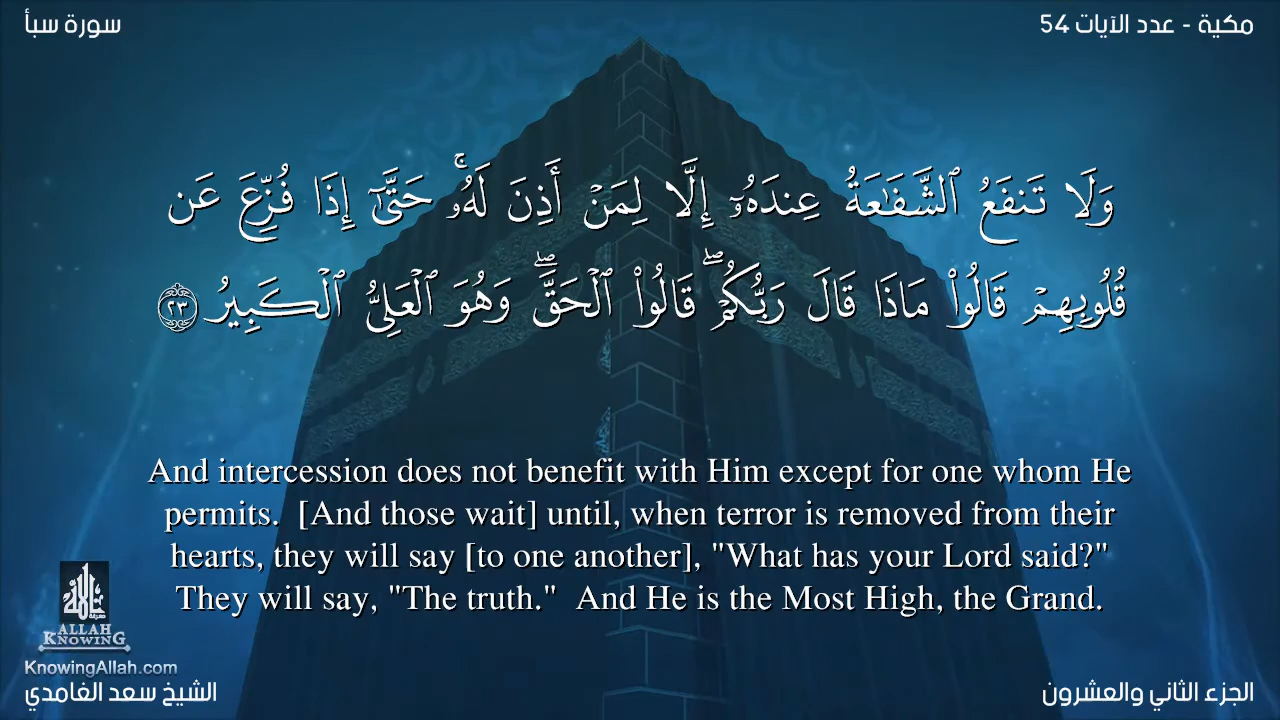 مكية - عدد الآيات 54
سورة سبأ
وَلَا تَنفَعُ ٱلشَّفَـٰعَةُ عِندَهُۥٓ إِلَّا لِمَنْ أَذِنَ لَهُۥ ۚ حَتَّىٰٓ إِذَا فُزِّعَ عَن
قُلُوبِهِمْ قَالُوا۟ مَاذَا قَالَ رَبُّكُمْ ۖ قَالُوا۟ ٱلْحَقَّ ۖ وَهُوَ ٱلْعَلِىُّ ٱلْكَبِيرُ ٢٣
And intercession does not benefit with Him except for one whom He
permits.  [And those wait] until, when terror is removed from their
hearts, they will say [to one another], "What has your Lord said?"
They will say, "The truth."  And He is the Most High, the Grand.
معرفة الله
ALLAH
KNOWING
KnowingAllah.com
الجزء الثاني والعشرون
الشيخ سعد الغامدي